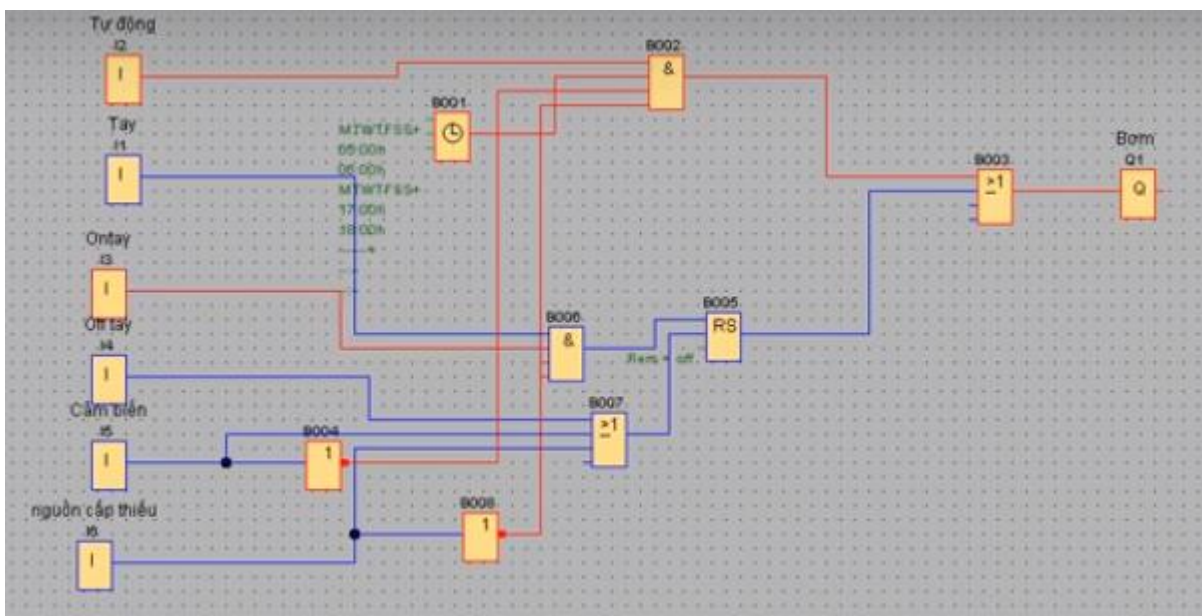 Tự động
I2
I
B002
&
B001
MTWTFSS+
05:00h
06:00h
MTWTFSS+
17:00h
18:00h
Tay
I1
I
Bơm
Q1
Q
B003
>1
Ontay
I3
I
B005
RS
B006
&
Rem = off
Off tay
I4
I
B007
>1
Cảm biến
I5
I
B004
1
nguồn cấp thiếu
I6
I
B008
1